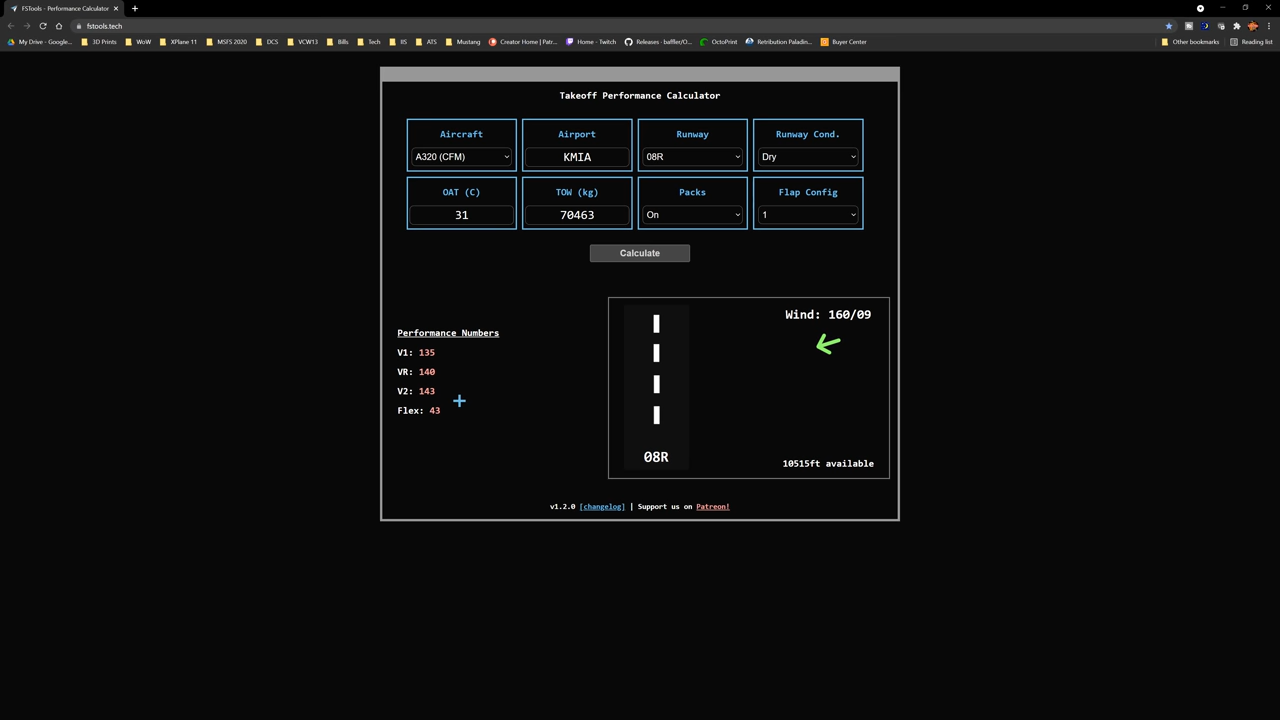 FSTools - Performance Calculator
fstools.tech
My Drive - Google... 3D Prints WoW XPlane 11 MSFS 2020 DCS VCW13 Bills Tech IIS ATS Mustang Creator Home | Patr... Home - Twitch Releases · baffler/O... OctoPrint Retribution Paladin... Buyer Center Other bookmarks Reading list
Takeoff Performance Calculator
Aircraft Airport Runway Runway Cond.
A320 (CFM) KMIA 08R Dry
OAT (C) TOW (kg) Packs Flap Config
31 70463 On 1
Calculate
Wind: 160/09
Performance Numbers
V1: 135
VR: 140
V2: 143
Flex: 43
08R
10515ft available
v1.2.0 [changelog] | Support us on Patreon!